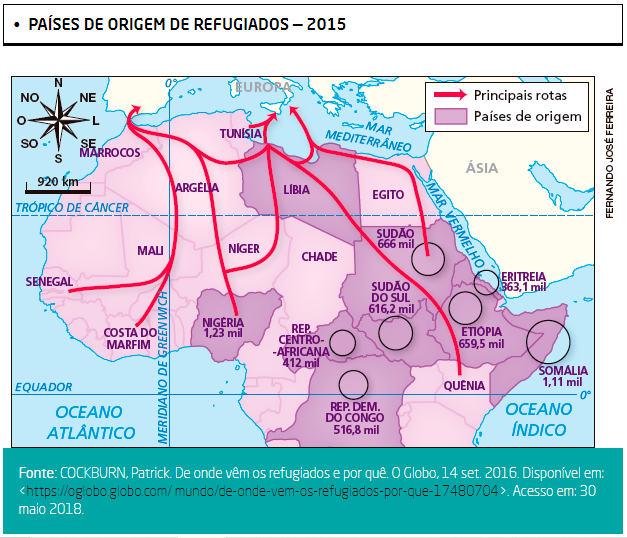 • PAÍSES DE ORIGEM DE REFUGIADOS – 2015
EUROPA
0°
N
NO
NE
O
L
SO
SE
S
920 km
Principais rotas
Países de origem
FERNANDO JOSÉ FERREIRA
TUNÍSIA
MAR
MEDITERRÂNEO
MARROCOS
ÁSIA
ARGÉLIA
LÍBIA
EGITO
MAR VERMELHO
TRÓPICO DE CÂNCER
SUDÃO
666 mil
MALI
NÍGER
CHADE
SENEGAL
ERITREIA
363,1 mil
SUDÃO
DO SUL
616,2 mil
COSTA DO
MARFIM
NIGÉRIA
1,23 mil
REP.
CENTRO-
-AFRICANA
412 mil
ETIOPIA
659,5 mil
SOMÁLIA
1,11 mil
MERIDIANO DE GREENWICH
EQUADOR
QUÊNIA
0°
REP. DEM.
DO CONGO
516,8 mil
OCEANO
ATLÂNTICO
OCEANO
ÍNDICO
Fonte: COCKBURN, Patrick. De onde vêm os refugiados e por quê. O Globo, 14 set. 2016. Disponível em:
<https://oglobo.globo.com/ mundo/de-onde-vem-os-refugiados-por-que-17480704>. Acesso em: 30
maio 2018.